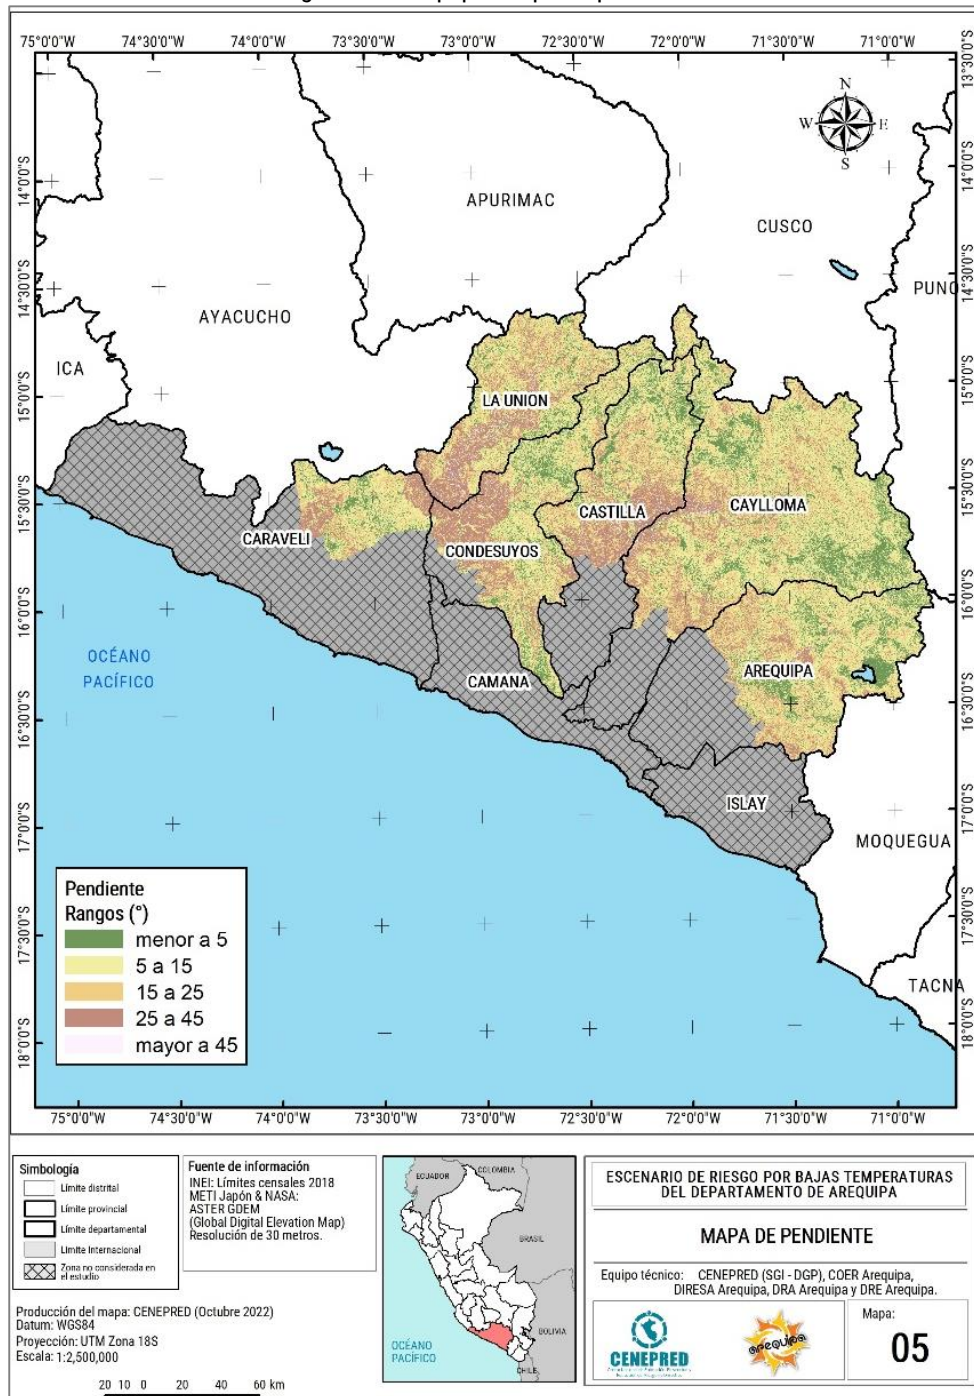 75°0'0"W 74°30'0"W 74°0'0"W 73°30'0"W 73°0'0"W 72°30'0"W 72°0'0"W 71°30'0"W 71°0'0"W
13°30'0"S
14°0'0"S
14°30'0"S
15°0'0"S
15°30'0"S
16°0'0"S
16°30'0"S
17°0'0"S
17°30'0"S
18°0'0"S
14°0'0"S
14°30'0"S
15°0'0"S
15°30'0"S
16°0'0"S
16°30'0"S
17°0'0"S
17°30'0"S
18°0'0"S
N
W E
S
APURIMAC
CUSCO
PUNO
AYACUCHO
ICA
LA UNION
CASTILLA
CAYLLOMA
CARAVELI
CONDESUYOS
OCÉANO
PACÍFICO
CAMANA
AREQUIPA
ISLAY
MOQUEGUA
TACNA
Pendiente
Rangos (°)
menor a 5
5 a 15
15 a 25
25 a 45
mayor a 45
75°0'0"W 74°30'0"W 74°0'0"W 73°30'0"W 73°0'0"W 72°30'0"W 72°0'0"W 71°30'0"W 71°0'0"W
Simbología
Límite distrital
Límite provincial
Límite departamental
Límite Internacional
Zona no considerada en
el estudio
Fuente de información
INEI: Límites censales 2018
METI Japón & NASA:
ASTER GDEM
(Global Digital Elevation Map)
Resolución de 30 metros.
Producción del mapa: CENEPRED (Octubre 2022)
Datum: WGS84
Proyección: UTM Zona 18S
Escala: 1:2,500,000
20 10 0 20 40 60 km
ECUADOR
COLOMBIA
BRASIL
BOLIVIA
CHILE
OCÉANO
PACÍFICO
ESCENARIO DE RIESGO POR BAJAS TEMPERATURAS
DEL DEPARTAMENTO DE AREQUIPA
MAPA DE PENDIENTE
Equipo técnico: CENEPRED (SGI - DGP), COER Arequipa,
DIRESA Arequipa, DRA Arequipa y DRE Arequipa.
CENEPRED
arequipa
Mapa:
05